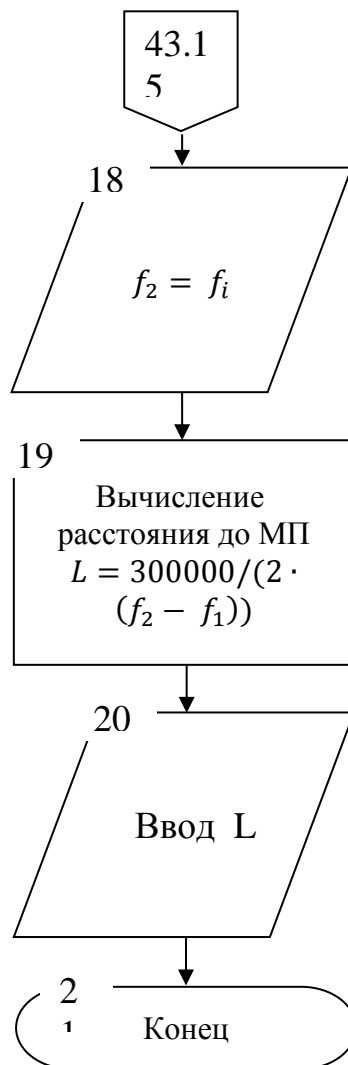 43.1
5
18
𝑓₂ = 𝑓ᵢ
19
Вычисление
расстояния до МП
𝐿 = 300000/(2 ·
(𝑓₂ − 𝑓₁))
20
Ввод L
2
1
Конец